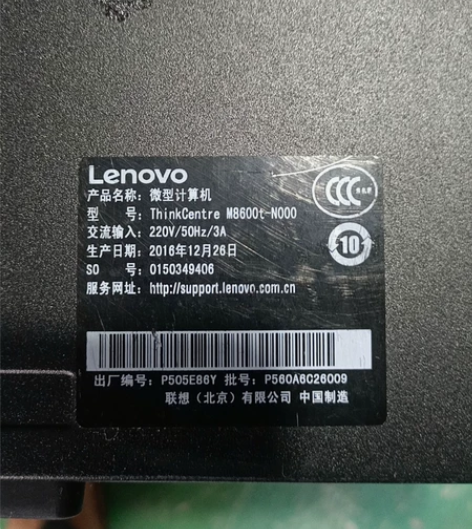 Lenovo
产品名称：微型计算机
型 号：ThinkCentre M8600t-N000
交流输入：220V/50Hz/3A
生产日期：2016年12月26日
SO 号：0150349406
服务网址：http://support.lenovo.com.cn
CCC
10
出厂编号：P505E86Y 批号：P560A6C26009
联想（北京）有限公司 中国制造